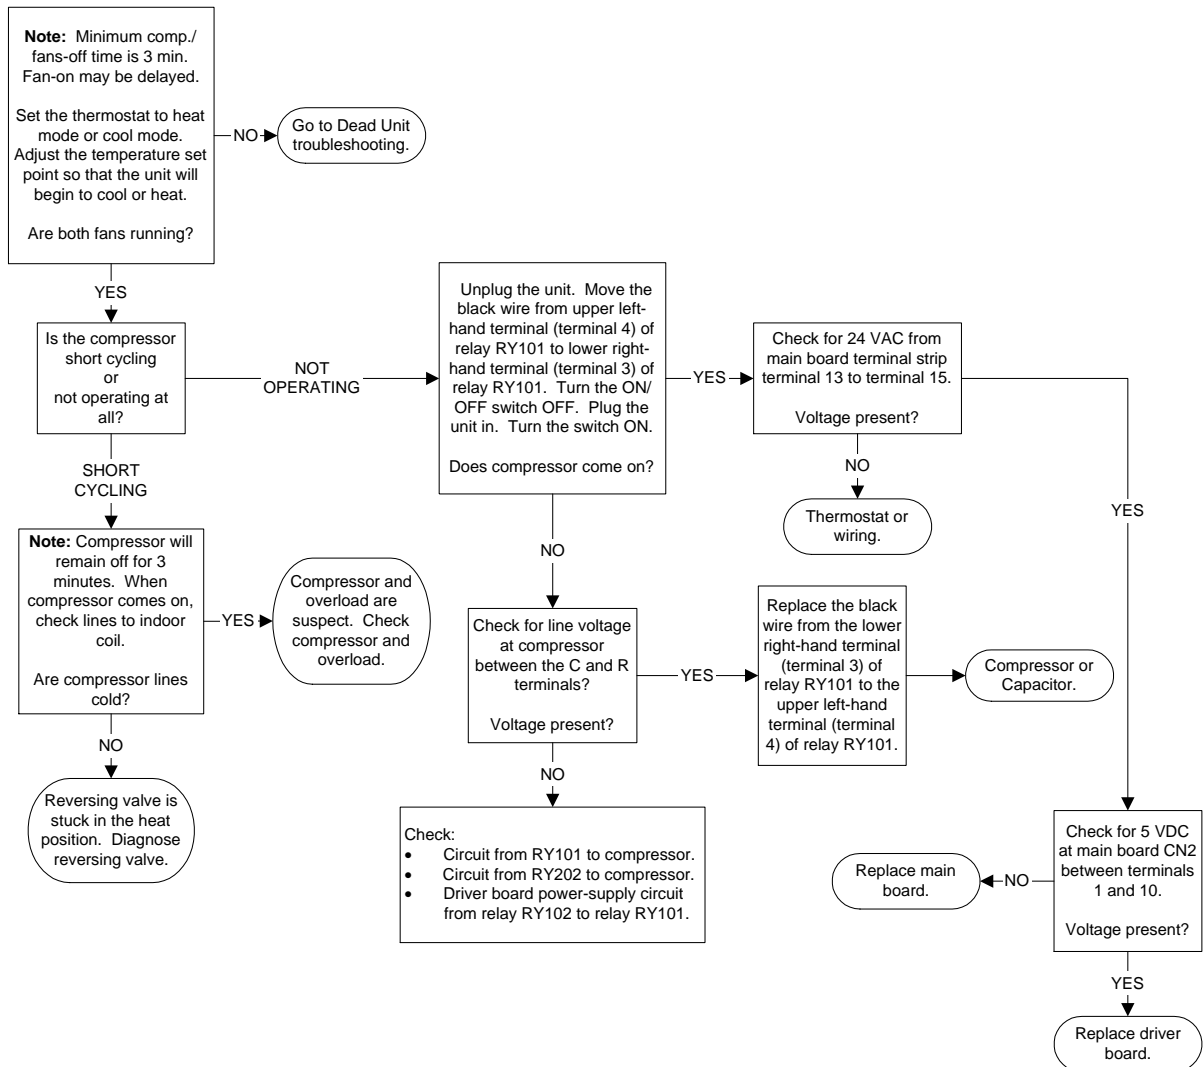 Note: Minimum comp./
fans-off time is 3 min.
Fan-on may be delayed.
Set the thermostat to heat
mode or cool mode.
Adjust the temperature set
point so that the unit will
begin to cool or heat.
Are both fans running?
NO
Go to Dead Unit
troubleshooting.
YES
Is the compressor
short cycling
or
not operating at
all?
NOT
OPERATING
Unplug the unit. Move the
black wire from upper left-
hand terminal (terminal 4) of
relay RY101 to lower right-
hand terminal (terminal 3) of
relay RY101. Turn the ON/
OFF switch OFF. Plug the
unit in. Turn the switch ON.
Does compressor come on?
YES
Check for 24 VAC from
main board terminal strip
terminal 13 to terminal 15.
Voltage present?
NO
Thermostat or
wiring.
YES
SHORT
CYCLING
Note: Compressor will
remain off for 3
minutes. When
compressor comes on,
check lines to indoor
coil.
Are compressor lines
cold?
YES
Compressor and
overload are
suspect. Check
compressor and
overload.
NO
Reversing valve is
stuck in the heat
position. Diagnose
reversing valve.
NO
Check for line voltage
at compressor
between the C and R
terminals?
Voltage present?
YES
Replace the black
wire from the lower
right-hand terminal
(terminal 3) of
relay RY101 to the
upper left-hand
terminal (terminal
4) of relay RY101.
Compressor or
Capacitor.
NO
Check:
• Circuit from RY101 to compressor.
• Circuit from RY202 to compressor.
• Driver board power-supply circuit
from relay RY102 to relay RY101.
Check for 5 VDC
at main board CN2
between terminals
1 and 10.
Voltage present?
NO
Replace main
board.
YES
Replace driver
board.